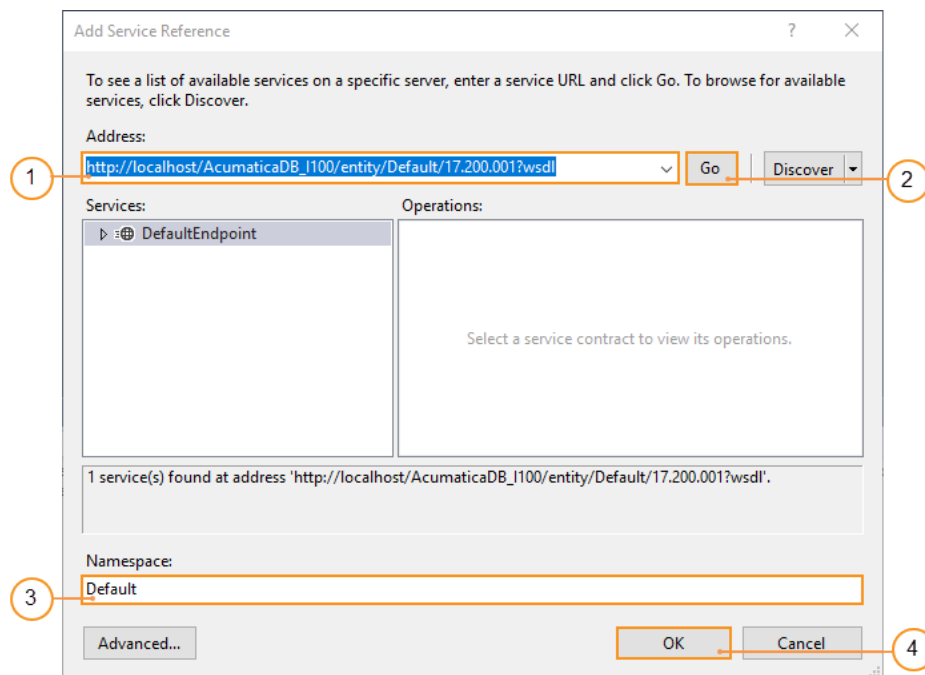 Add Service Reference
?
To see a list of available services on a specific server, enter a service URL and click Go. To browse for available
services, click Discover.
Address:
1
http://localhost/AcumaticaDB_I100/entity/Default/17.200.001?wsdl
Go
Discover
2
Services:
Operations:
DefaultEndpoint
Select a service contract to view its operations.
1 service(s) found at address 'http://localhost/AcumaticaDB_I100/entity/Default/17.200.001?wsdl'.
Namespace:
3
Default
Advanced...
OK
Cancel
4